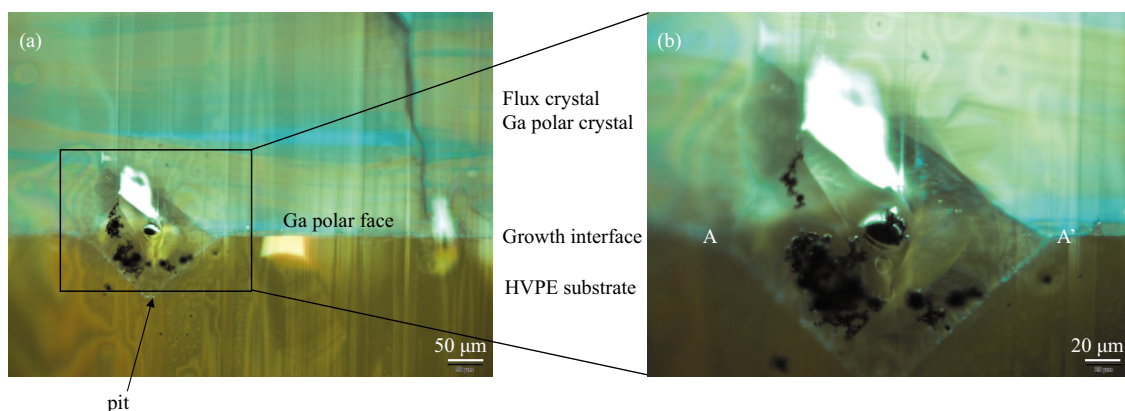 (a)
(b)
Flux crystal
Ga polar crystal
Ga polar face
Growth interface
A
A'
HVPE substrate
50 μm
20 μm
pit